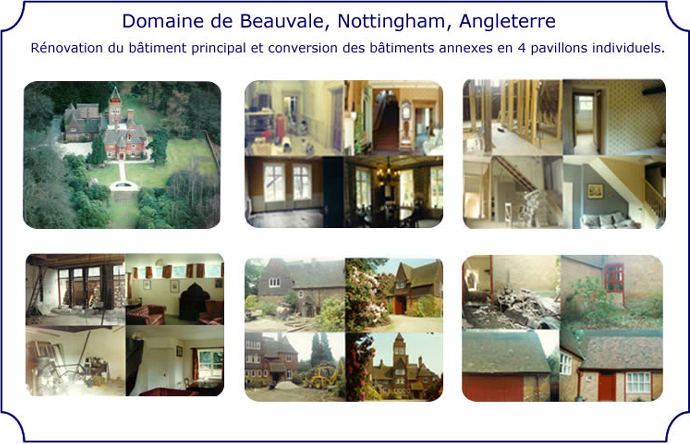 Domaine de Beauvale, Nottingham, Angleterre
Rénovation du bâtiment principal et conversion des bâtiments annexes en 4 pavillons individuels.